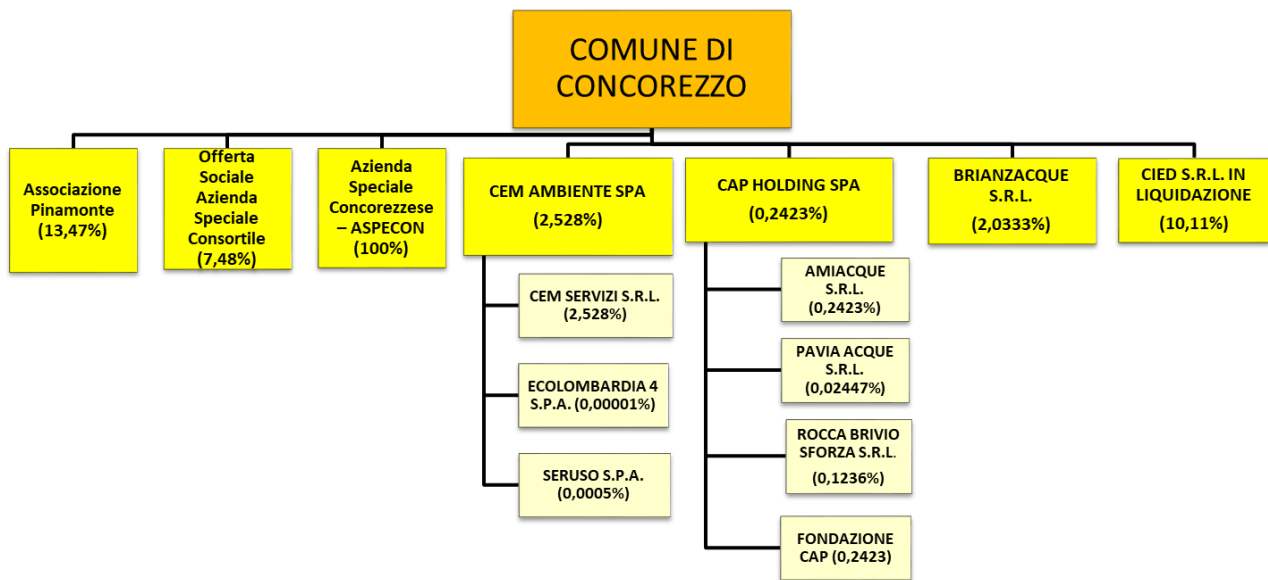 COMUNE DI
CONCOREZZO
Associazione
Pinamonte
(13,47%)
Offerta
Sociale
Azienda
Speciale
Consortile
(7,48%)
Azienda
Speciale
Concorezzese
– ASPECON
(100%)
CEM AMBIENTE SPA
(2,528%)
CAP HOLDING SPA
(0,2423%)
BRIANZACQUE
S.R.L.
(2,0333%)
CIED S.R.L. IN
LIQUIDAZIONE
(10,11%)
CEM SERVIZI S.R.L.
(2,528%)
ECOLOMBARDIA 4
S.P.A. (0,00001%)
SERUSO S.P.A.
(0,0005%)
AMIACQUE
S.R.L.
(0,2423%)
PAVIA ACQUE
S.R.L.
(0,02447%)
ROCCA BRIVIO
SFORZA S.R.L.
(0,1236%)
FONDAZIONE
CAP (0,2423)